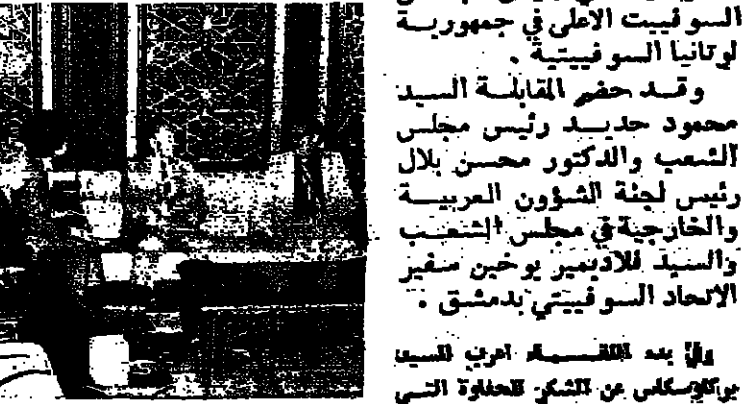 السوفييت الاعلى في جمهورية
لوتانيا السوفييتية .
وقد حضر المقابلة السيد
محمود حديد رئيس مجلس
الشعب والدكتور محسن بلال
رئيس لجنة الشؤون العربية
والخارجية في مجلس الشعب
والسيد فلاديمير يوخين سفير
الاتحاد السوفييتي بدمشق .
بدء اعرب السيد
عن الشكر للحفاوة التي